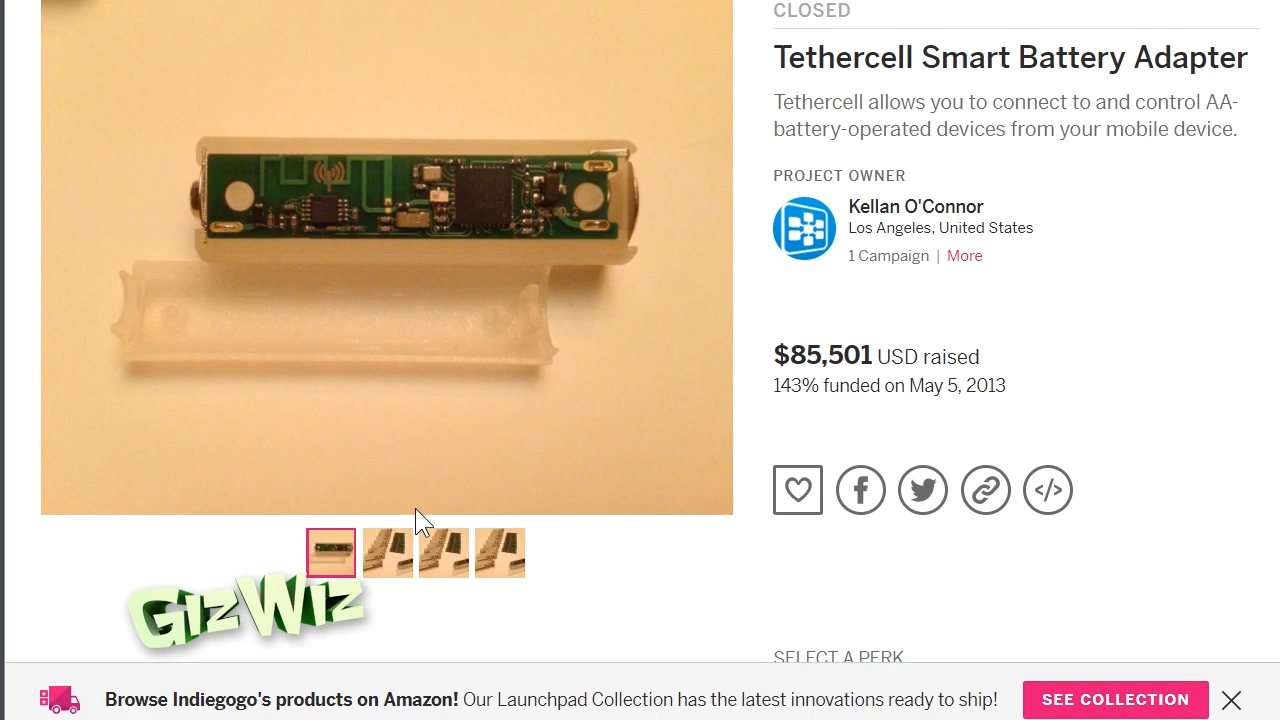 CLOSED
Tethercell Smart Battery Adapter
Tethercell allows you to connect to and control AA-
battery-operated devices from your mobile device.
PROJECT OWNER
Kellan O'Connor
Los Angeles, United States
1 Campaign | More
$85,501 USD raised
143% funded on May 5, 2013
GizWiz
SELECT A PERK
Browse Indiegogo's products on Amazon! Our Launchpad Collection has the latest innovations ready to ship!
SEE COLLECTION